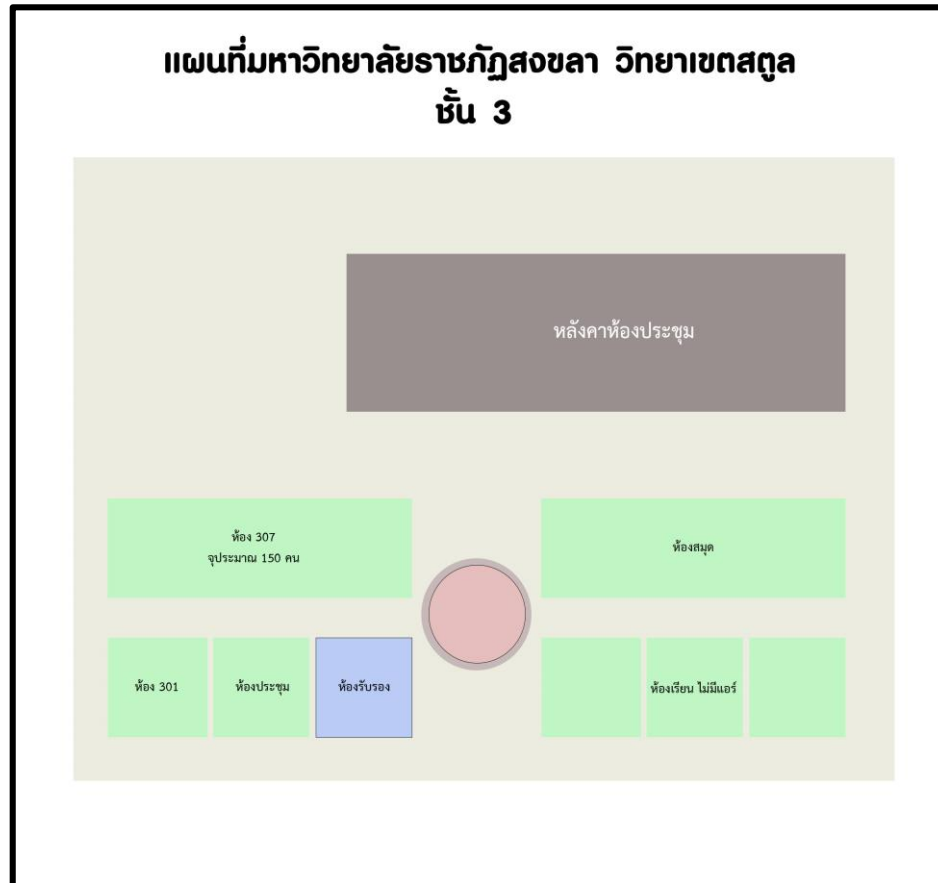 แผนที่มหาวิทยาลัยราชภัฏสงขลา วิทยาเขตสตูล
ชั้น 3
หลังคาห้องประชุม
ห้อง 307
จุประมาณ 150 คน
ห้องสมุด
ห้อง 301
ห้องประชุม
ห้องรับรอง
ห้องเรียน ไม่มีแอร์